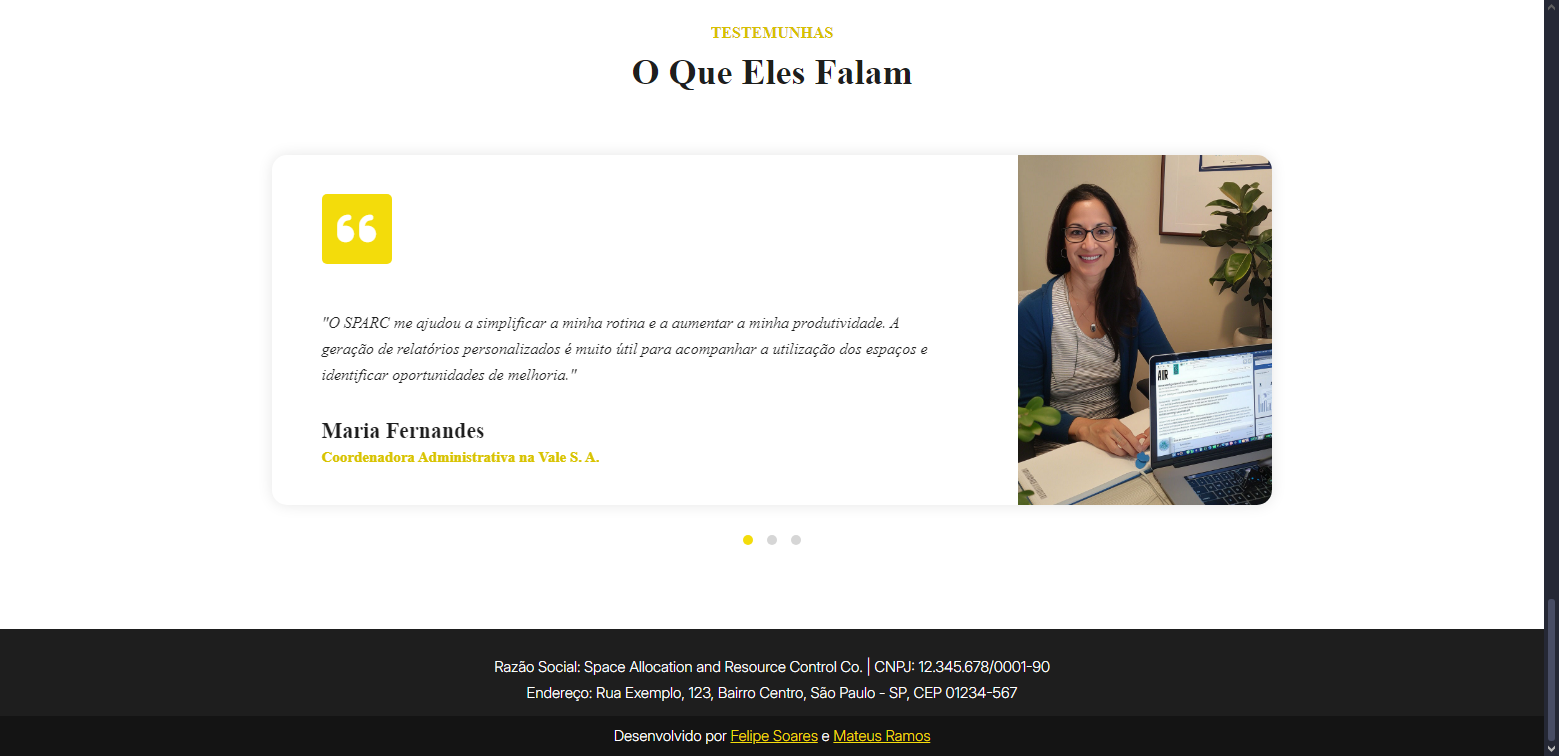 TESTEMUNHAS
O Que Eles Falam
"O SPARC me ajudou a simplificar a minha rotina e a aumentar a minha produtividade. A
geração de relatórios personalizados é muito útil para acompanhar a utilização dos espaços e
identificar oportunidades de melhoria."
Maria Fernandes
Coordenadora Administrativa na Vale S. A.
AIR
Razão Social: Space Allocation and Resource Control Co. | CNPJ: 12.345.678/0001-90
Endereço: Rua Exemplo, 123, Bairro Centro, São Paulo - SP, CEP 01234-567
Desenvolvido por Felipe Soares e Mateus Ramos